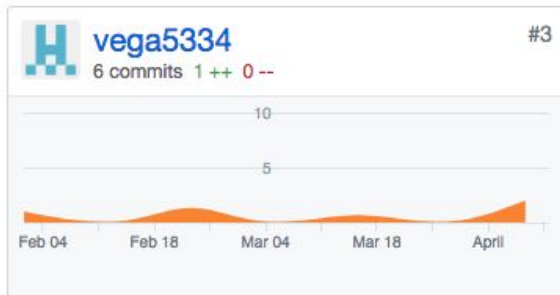 vega5334
#3
6 commits 1 ++ 0 --
10
5
Feb 04 Feb 18 Mar 04 Mar 18 April